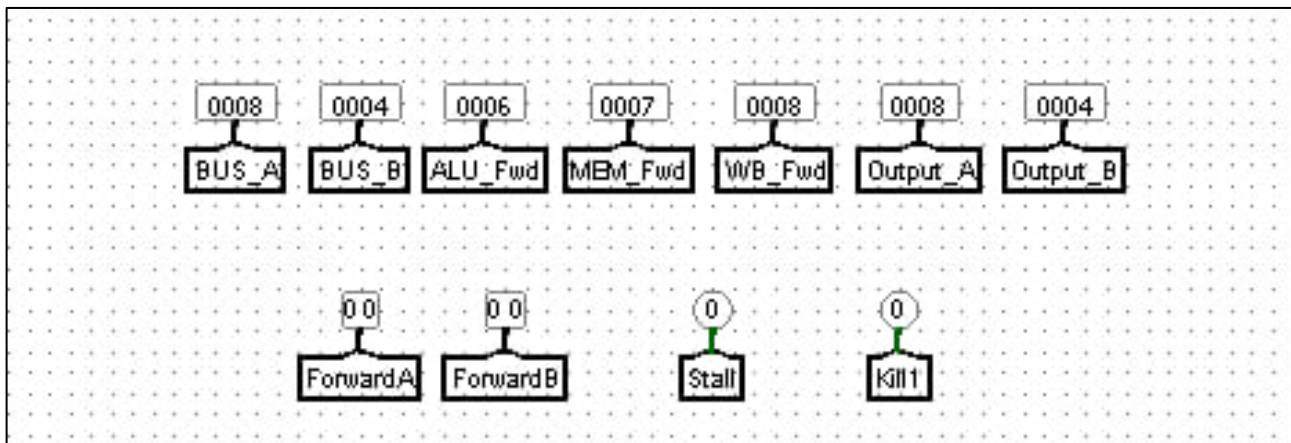 0008 0004 0006 0007 0008 0008 0004
BUS_A BUS_B ALU_Fwd MEM_Fwd WB_Fwd Output_A Output_B
0 0 0 0 0 0
ForwardA ForwardB Stall Kill1